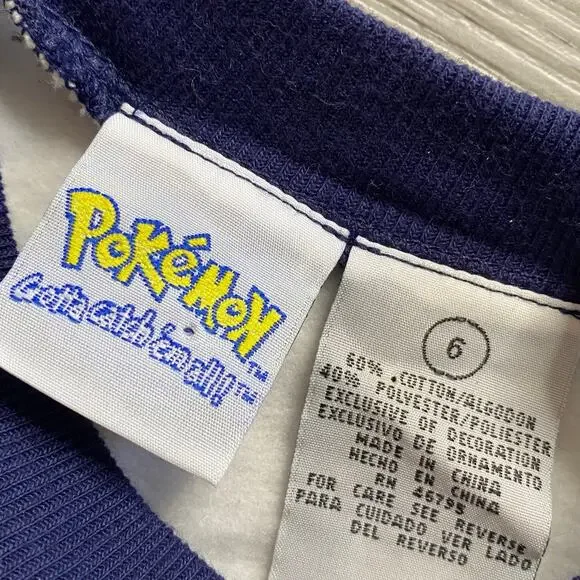 POKéMON™
Gotta catch 'em all!™
6
60% COTTON/ALGODON
40% POLYESTER/POLIESTER
EXCLUSIVE OF DECORATION
EXCLUSIVO DE ORNAMENTO
MADE IN CHINA
HECHO EN CHINA
RN 46795
FOR CARE SEE REVERSE
PARA CUIDADO VER LADO
DEL REVERSO